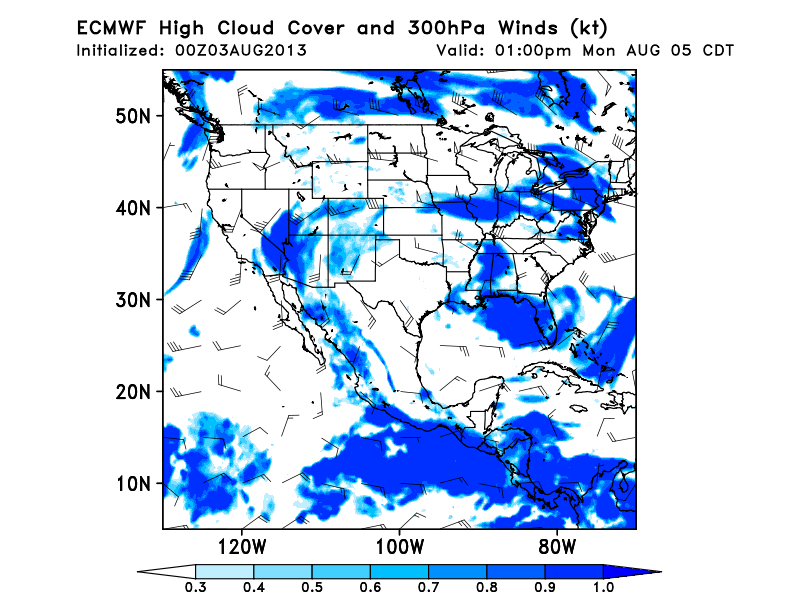 ECMWF High Cloud Cover and 300hPa Winds (kt)
Initialized: 00Z03AUG2013 Valid: 01:00pm Mon AUG 05 CDT
50N
40N
30N
20N
10N
120W 100W 80W
0.3 0.4 0.5 0.6 0.7 0.8 0.9 1.0